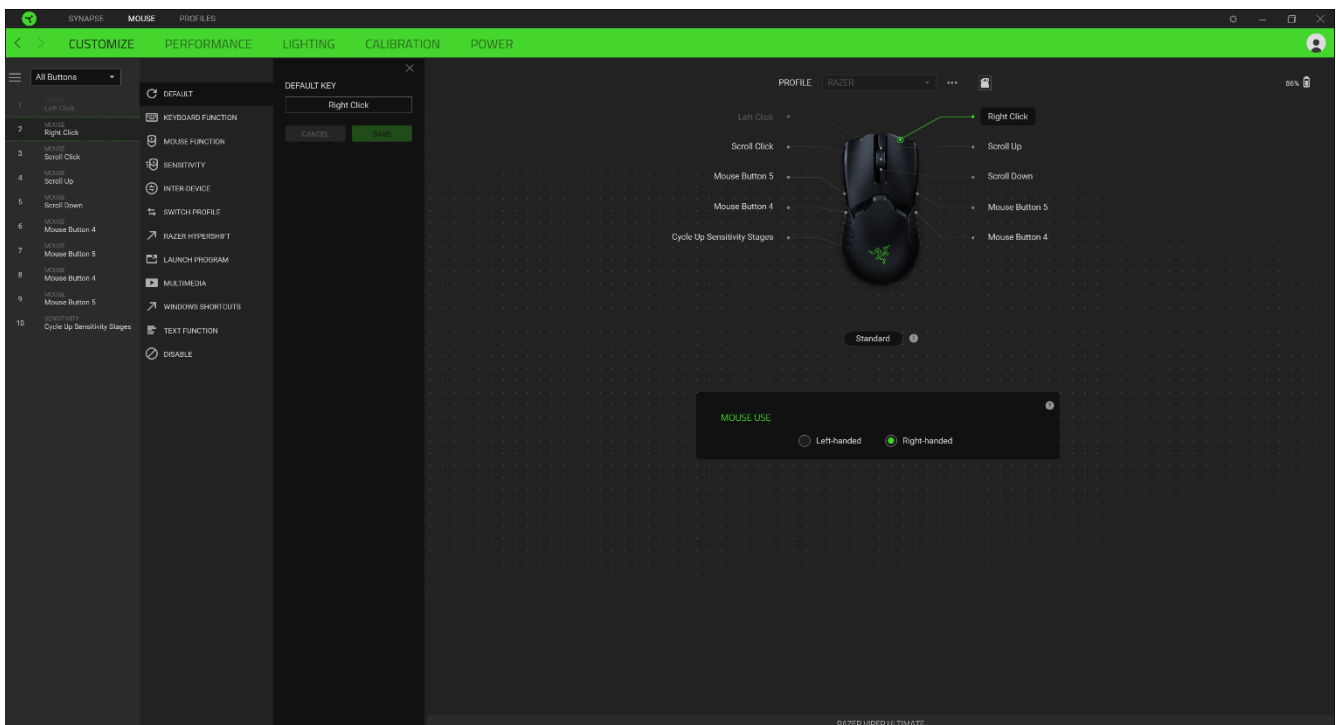 SYNAPSE MOUSE PROFILES
CUSTOMIZE PERFORMANCE LIGHTING CALIBRATION POWER
All Buttons
1 MOUSE
Left Click
2 MOUSE
Right Click
3 MOUSE
Scroll Click
4 MOUSE
Scroll Up
5 MOUSE
Scroll Down
6 MOUSE
Mouse Button 4
7 MOUSE
Mouse Button 5
8 MOUSE
Mouse Button 4
9 MOUSE
Mouse Button 5
10 SENSITIVITY
Cycle Up Sensitivity Stages
DEFAULT
KEYBOARD FUNCTION
MOUSE FUNCTION
SENSITIVITY
INTER-DEVICE
SWITCH PROFILE
RAZER HYPERSHIFT
LAUNCH PROGRAM
MULTIMEDIA
WINDOWS SHORTCUTS
TEXT FUNCTION
DISABLE
DEFAULT KEY
Right Click
CANCEL SAVE
PROFILE RAZER
86%
Left Click Right Click
Scroll Click Scroll Up
Mouse Button 5 Scroll Down
Mouse Button 4 Mouse Button 5
Cycle Up Sensitivity Stages Mouse Button 4
Standard ?
MOUSE USE ?
Left-handed Right-handed
RAZER VIPER ULTIMATE